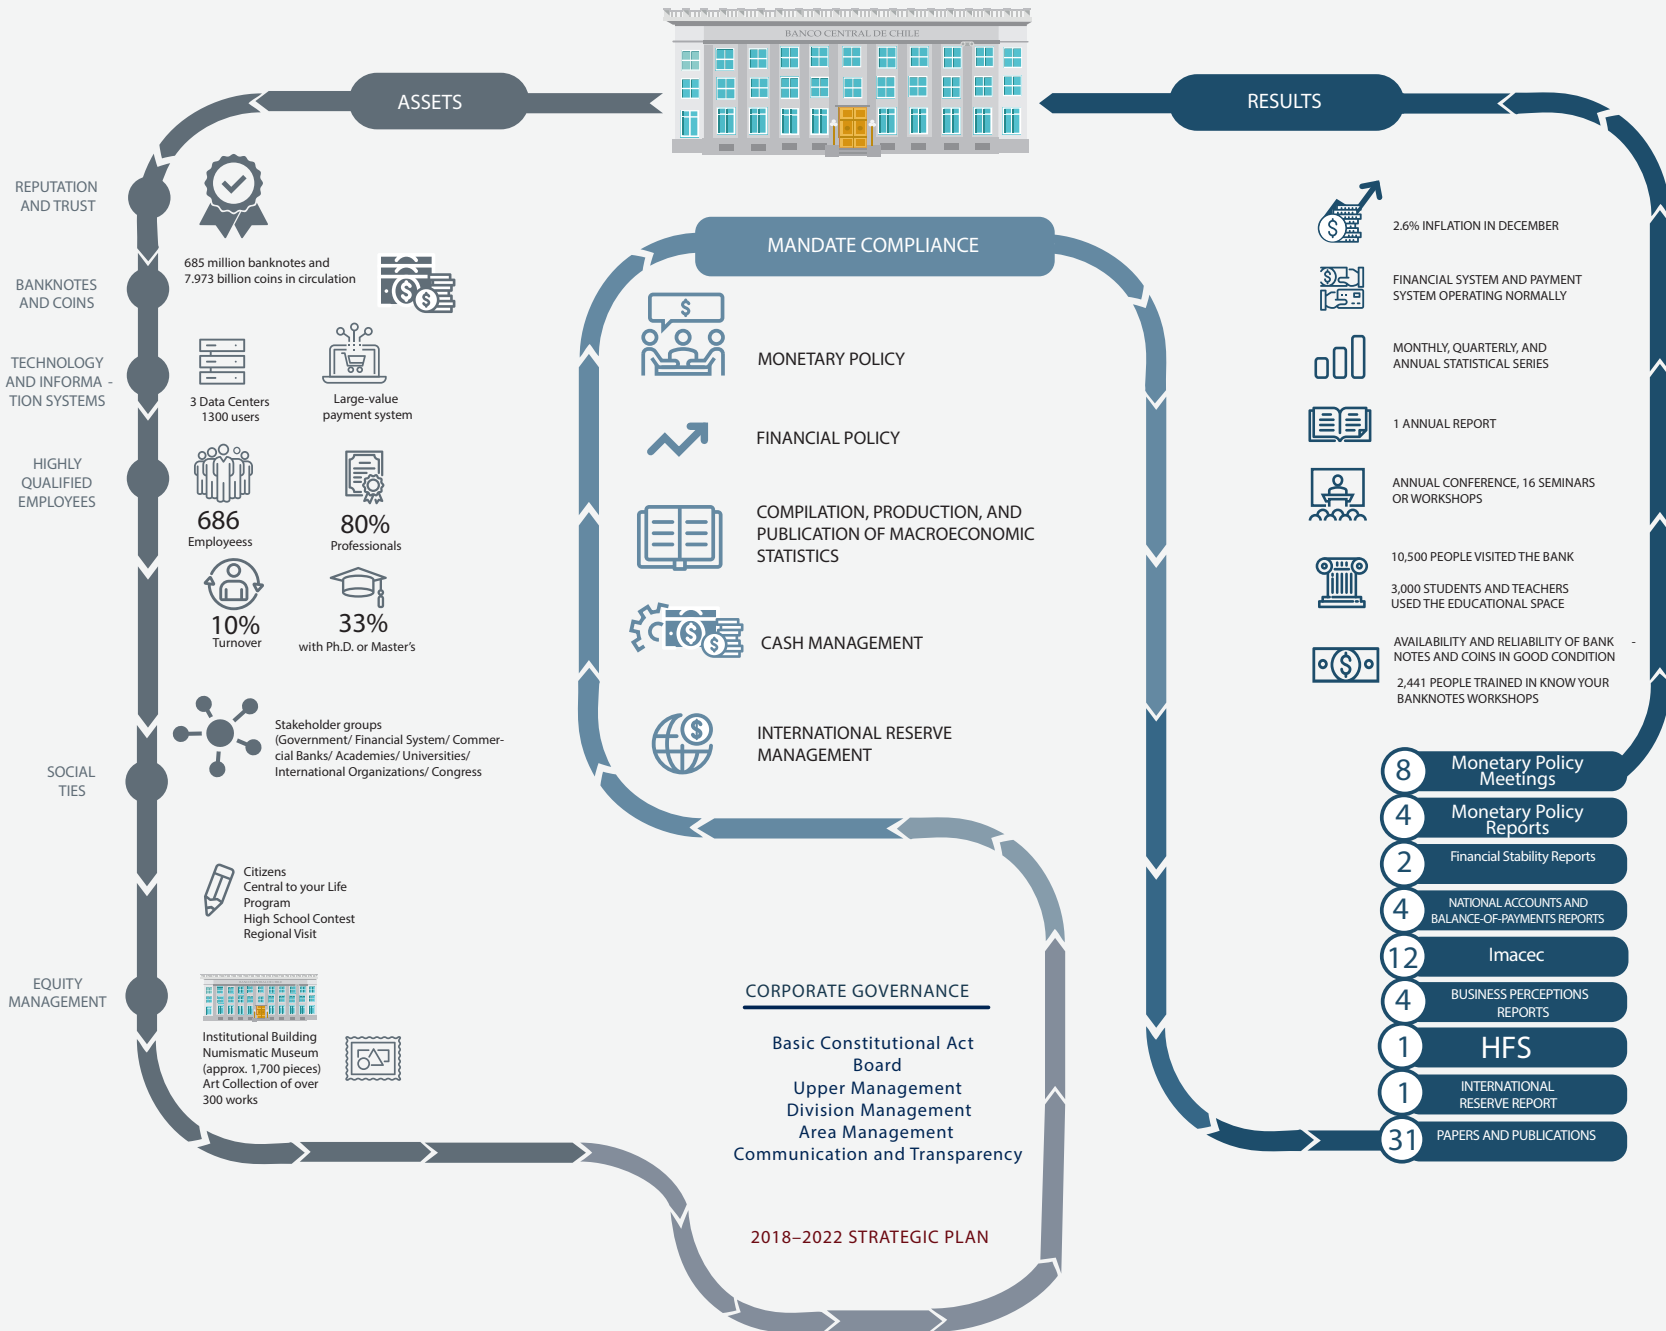 BANCO CENTRAL DE CHILE
ASSETS
REPUTATION
AND TRUST
BANKNOTES
AND COINS
685 million banknotes and
7.973 billion coins in circulation
TECHNOLOGY
AND INFORMA -
TION SYSTEMS
3 Data Centers
1300 users
Large-value
payment system
HIGHLY
QUALIFIED
EMPLOYEES
686
Employeess
80%
Professionals
10%
Turnover
33%
with Ph.D. or Master's
SOCIAL
TIES
Stakeholder groups
(Government/ Financial System/ Commer-
cial Banks/ Academies/ Universities/
International Organizations/ Congress
Citizens
Central to your Life
Program
High School Contest
Regional Visit
EQUITY
MANAGEMENT
BANCO CENTRAL DE CHILE
Institutional Building
Numismatic Museum
(approx. 1,700 pieces)
Art Collection of over
300 works
MANDATE COMPLIANCE
$
MONETARY POLICY
FINANCIAL POLICY
COMPILATION, PRODUCTION, AND
PUBLICATION OF MACROECONOMIC
STATISTICS
CASH MANAGEMENT
INTERNATIONAL RESERVE
MANAGEMENT
CORPORATE GOVERNANCE
Basic Constitutional Act
Board
Upper Management
Division Management
Area Management
Communication and Transparency
2018–2022 STRATEGIC PLAN
RESULTS
2.6% INFLATION IN DECEMBER
FINANCIAL SYSTEM AND PAYMENT
SYSTEM OPERATING NORMALLY
MONTHLY, QUARTERLY, AND
ANNUAL STATISTICAL SERIES
1 ANNUAL REPORT
ANNUAL CONFERENCE, 16 SEMINARS
OR WORKSHOPS
10,500 PEOPLE VISITED THE BANK
3,000 STUDENTS AND TEACHERS
USED THE EDUCATIONAL SPACE
AVAILABILITY AND RELIABILITY OF BANK -
NOTES AND COINS IN GOOD CONDITION
2,441 PEOPLE TRAINED IN KNOW YOUR
BANKNOTES WORKSHOPS
8 Monetary Policy
Meetings
4 Monetary Policy
Reports
2 Financial Stability Reports
4 NATIONAL ACCOUNTS AND
BALANCE-OF-PAYMENTS REPORTS
12 Imacec
4 BUSINESS PERCEPTIONS
REPORTS
1 HFS
1 INTERNATIONAL
RESERVE REPORT
31 PAPERS AND PUBLICATIONS